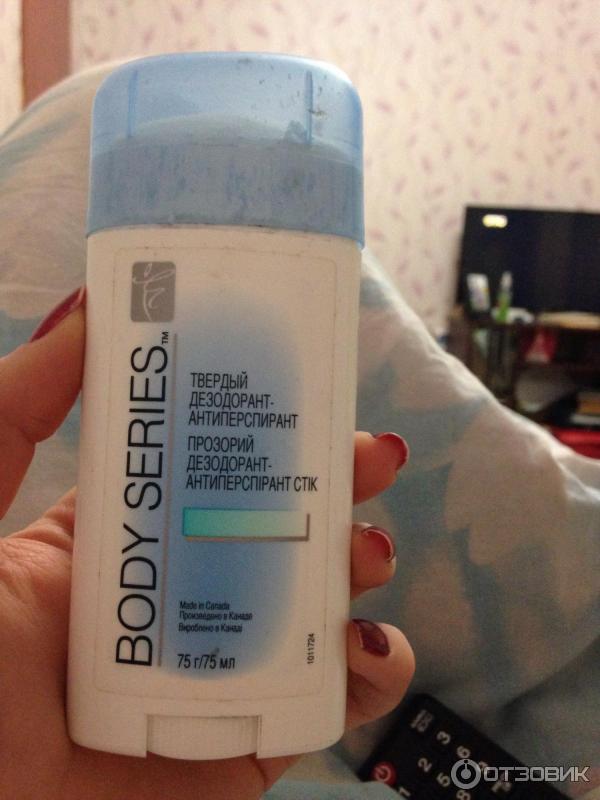 BODY SERIES™
ТВЕРДЫЙ
ДЕЗОДОРАНТ-
АНТИПЕРСПИРАНТ
ПРОЗОРИЙ
ДЕЗОДОРАНТ-
АНТИПЕРСПІРАНТ СТІК
Made in Canada
Произведено в Канаде
Вироблено в Канаді
75 г/75 мл
1011724
ОТЗОВИК